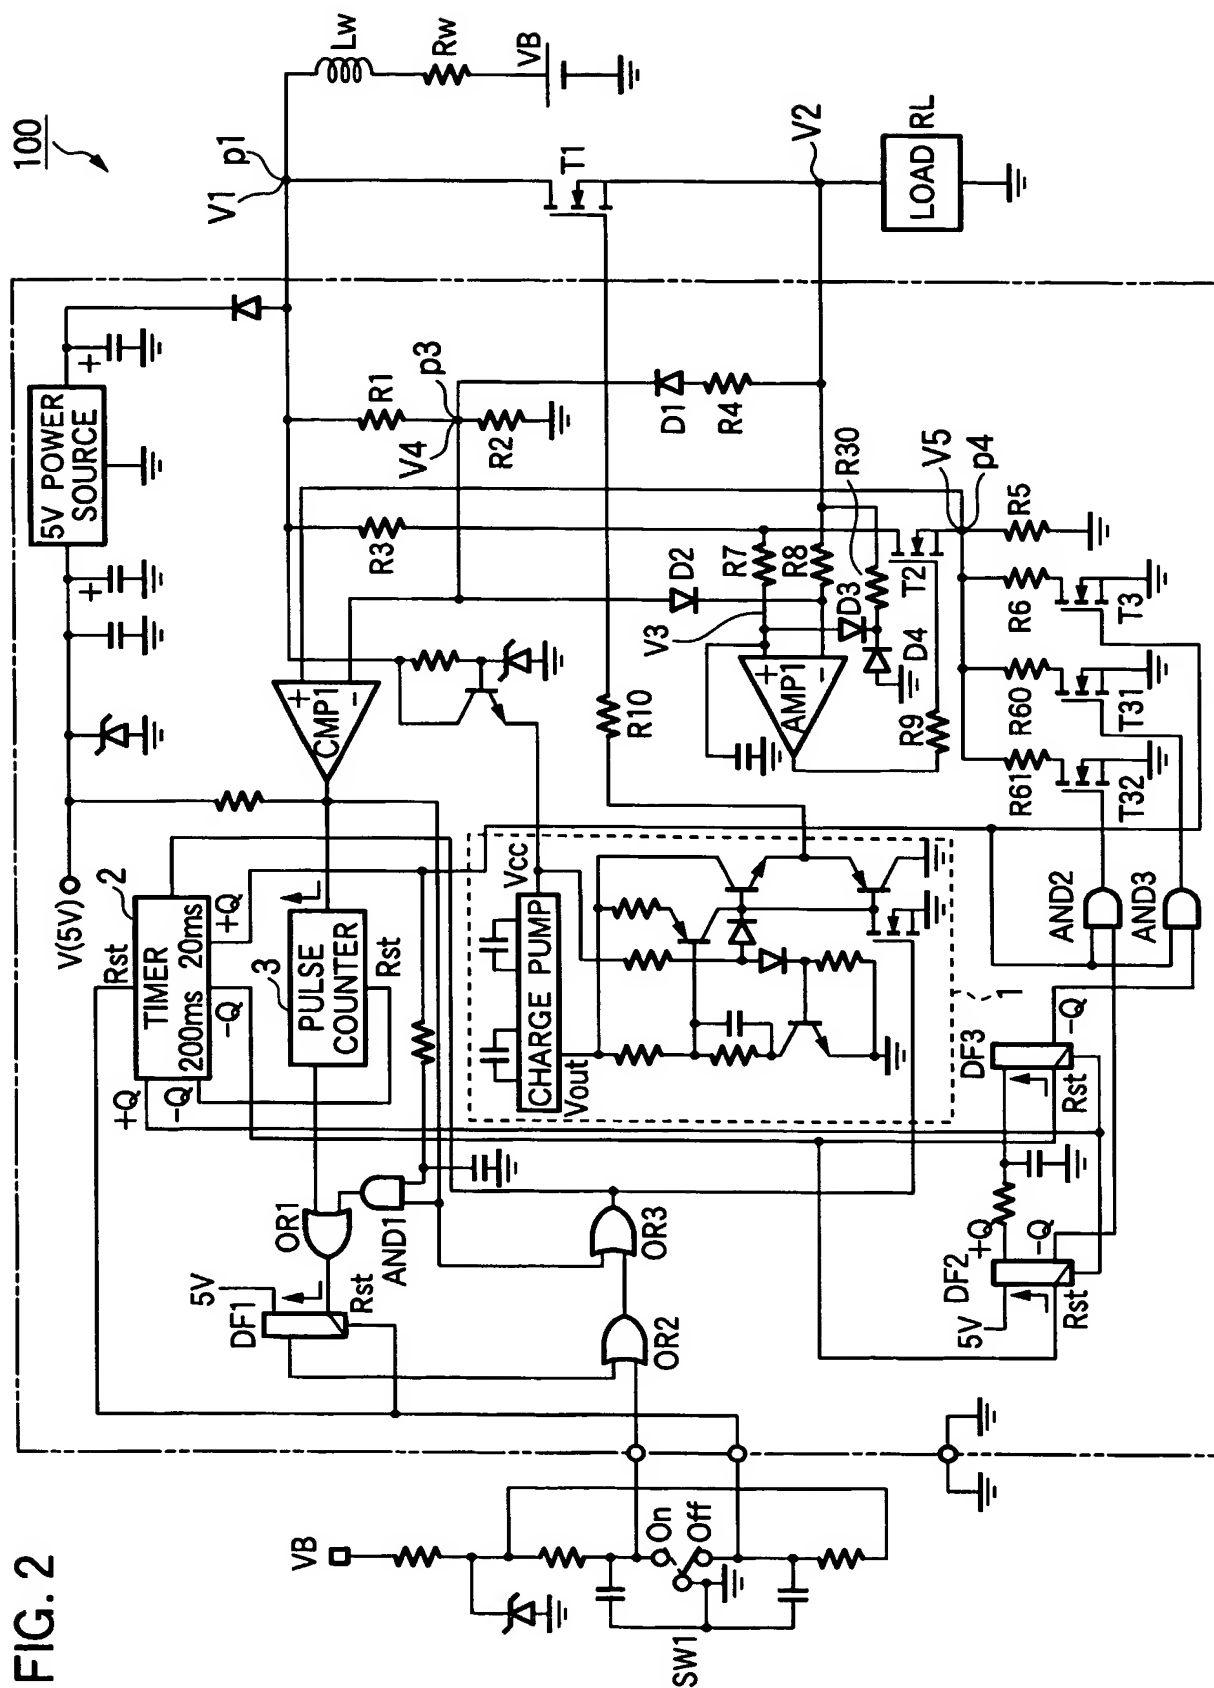 FIG. 2
100
5V POWER
SOURCE
+
+
V(5V)
V1
p1
Lw
Rw
VB
T1
V2
LOAD
RL
R1
p3
V4
R2
R3
D1
R4
D2
R7
R8
R30
V3
D3
D4
T2
V5
p4
R5
R6
T3
R60
T31
R61
T32
R9
R10
+
-
AMP1
+
-
CMP1
2
Rst
TIMER
200ms 20ms
+Q
-Q
-Q
+Q
3
PULSE
COUNTER
Rst
Vcc
CHARGE PUMP
Vout
1
OR1
AND1
5V
DF1
Rst
OR2
OR3
AND2
AND3
DF3
-Q
Rst
DF2
+Q
-Q
5V
Rst
VB
On
Off
SW1